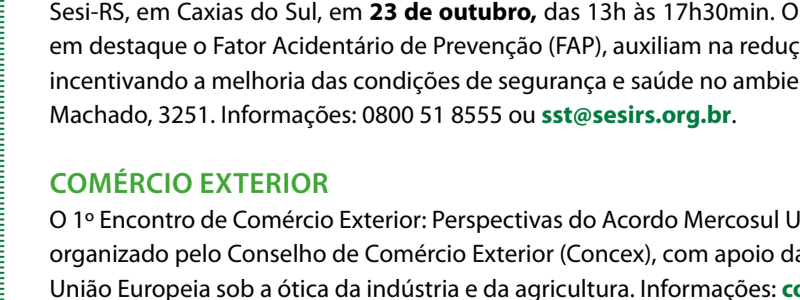 Sesi-RS, em Caxias do Sul, em 23 de outubro, das 13h às 17h30min. O
em destaque o Fator Acidentário de Prevenção (FAP), auxiliam na reduç
incentivando a melhoria das condições de segurança e saúde no ambie
Machado, 3251. Informações: 0800 51 8555 ou sst@sesirs.org.br.
COMÉRCIO EXTERIOR
O 1º Encontro de Comércio Exterior: Perspectivas do Acordo Mercosul U
organizado pelo Conselho de Comércio Exterior (Concex), com apoio da
União Europeia sob a ótica da indústria e da agricultura. Informações: co